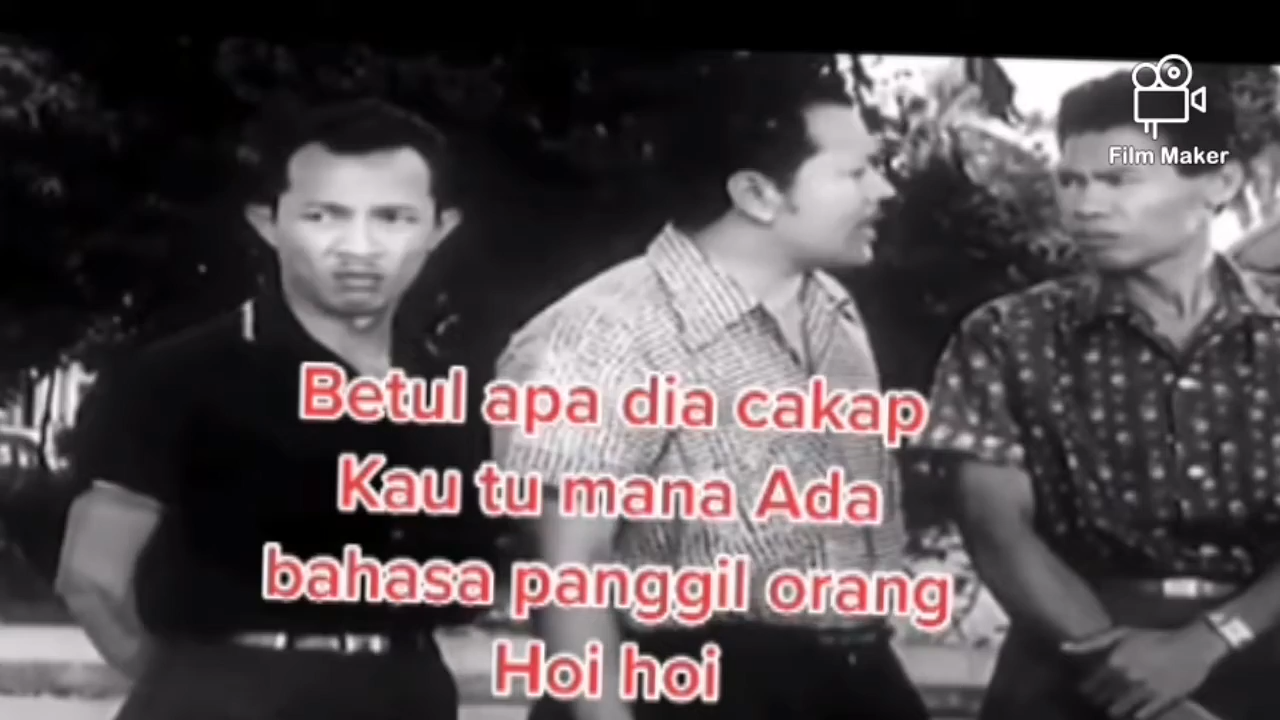 Film Maker
Betul apa dia cakap
Kau tu mana Ada
bahasa panggil orang
Hoi hoi